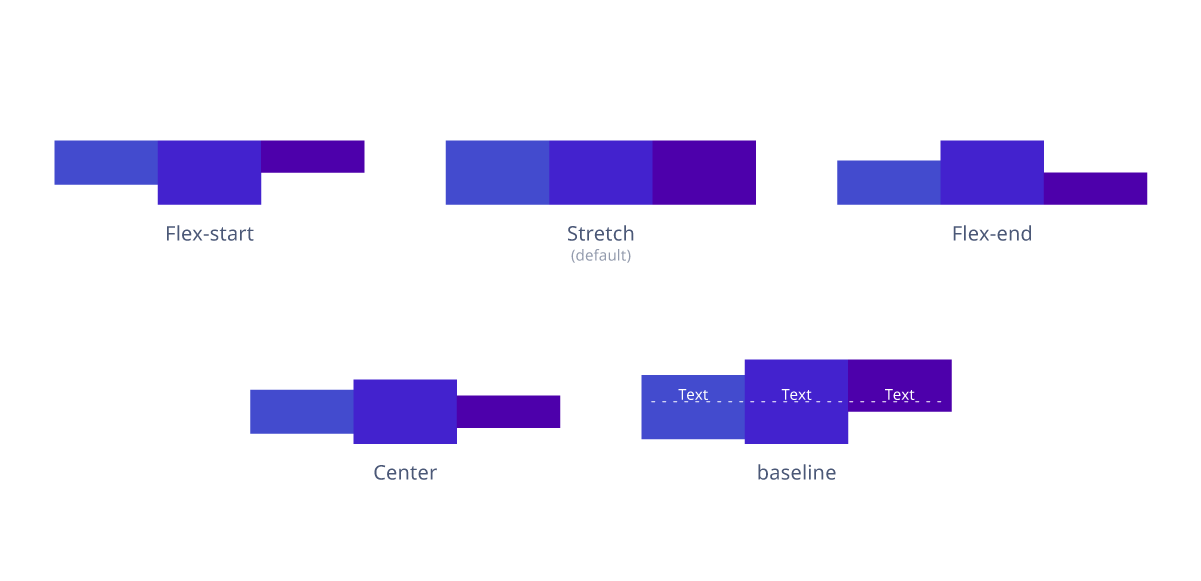 Flex-start
Stretch
(default)
Flex-end
Text Text Text
Center
baseline